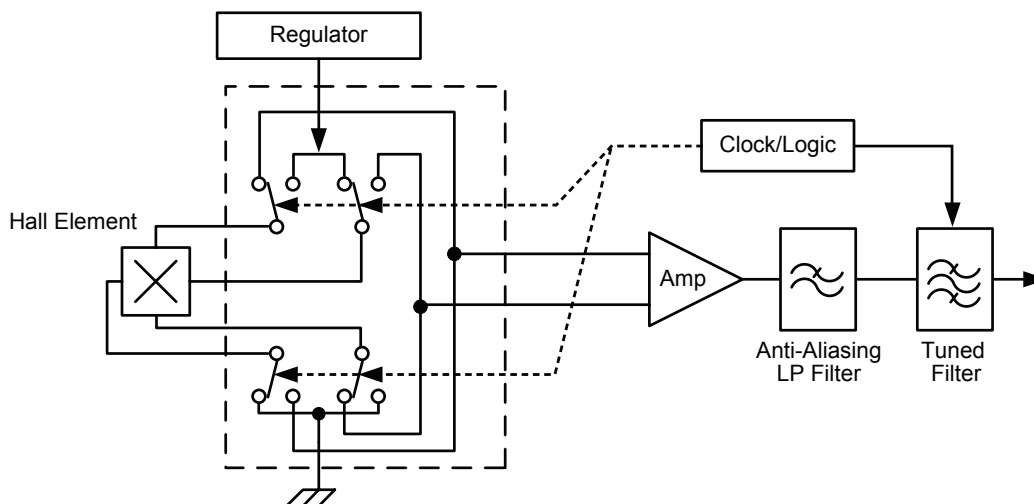 Regulator
Clock/Logic
Hall Element
Amp
Anti-Aliasing
LP Filter
Tuned
Filter